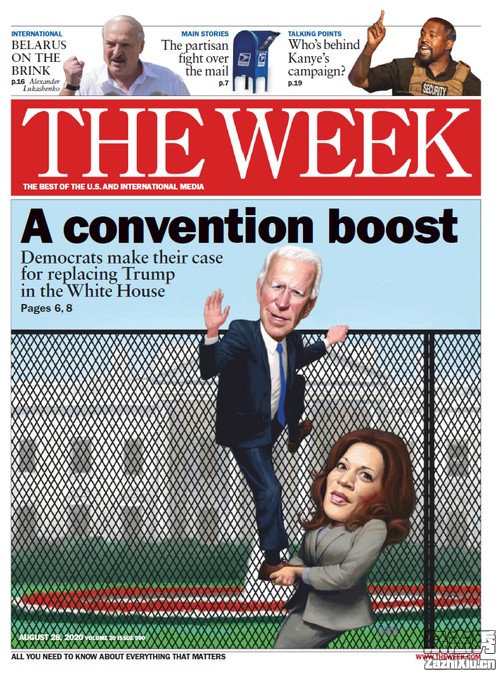 INTERNATIONAL
BELARUS
ON THE
BRINK
p.16 Alexander
Lukashenko
MAIN STORIES
The partisan
fight over
the mail
p.7
TALKING POINTS
Who's behind
Kanye's
campaign?
p.19
SECURITY
THE WEEK
THE BEST OF THE U.S. AND INTERNATIONAL MEDIA
A convention boost
Democrats make their case
for replacing Trump
in the White House
Pages 6, 8
AUGUST 28, 2020 VOLUME 20 ISSUE 990
ALL YOU NEED TO KNOW ABOUT EVERYTHING THAT MATTERS
WWW.THEWEEK.COM
Zazhixiu.cn